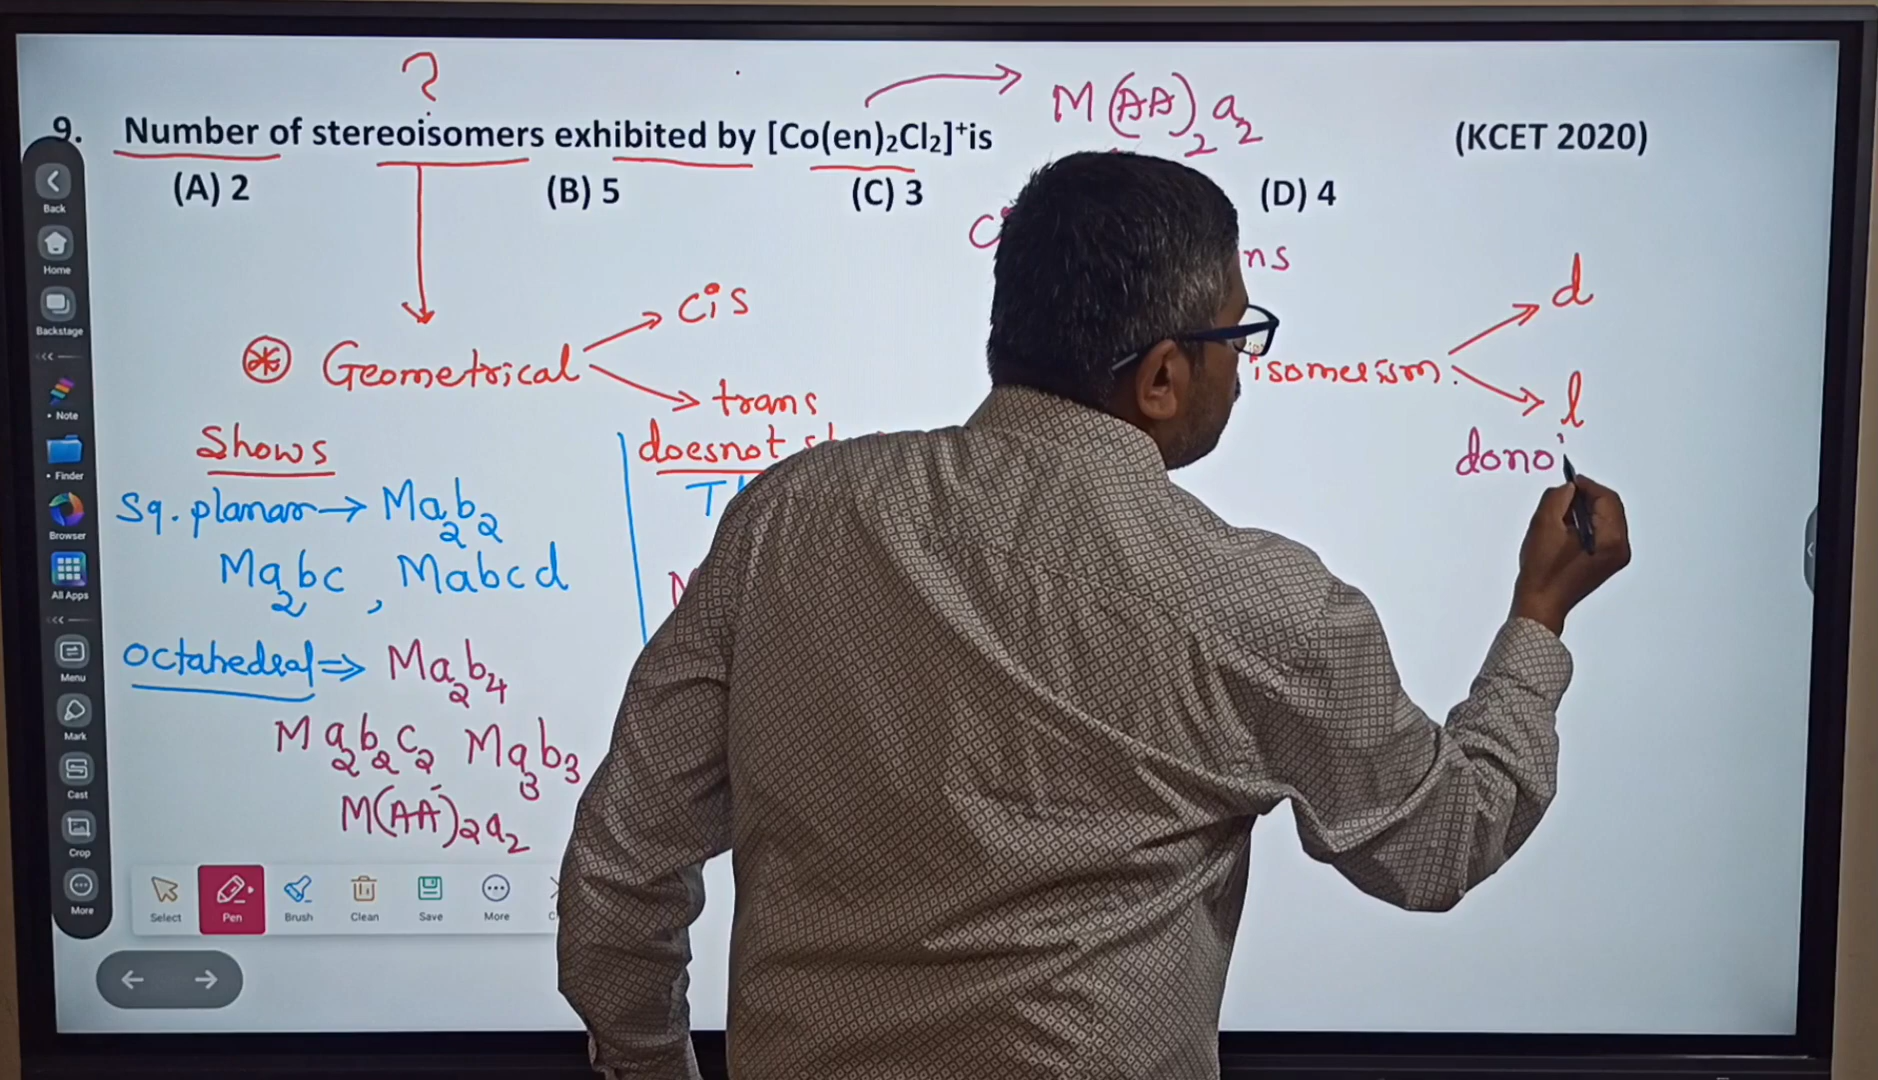 ?
9. Number of stereoisomers exhibited by [Co(en)₂Cl₂]⁺is
M(AA)₂a₂
(KCET 2020)
(A) 2 (B) 5 (C) 3 (D) 4
Geometrical
cis
trans
isomerism.
d
l
Shows
doesnot
Sq. planar → Ma₂b₂
Ma₂bc, Mabcd
octahedral ⇒ Ma₂b₄
Ma₂b₂c₂ Ma₃b₃
M(AA)₂a₂
Back
Home
Backstage
Note
Finder
Browser
All Apps
Menu
Mark
Cast
Crop
More
Select Pen Brush Clean Save More